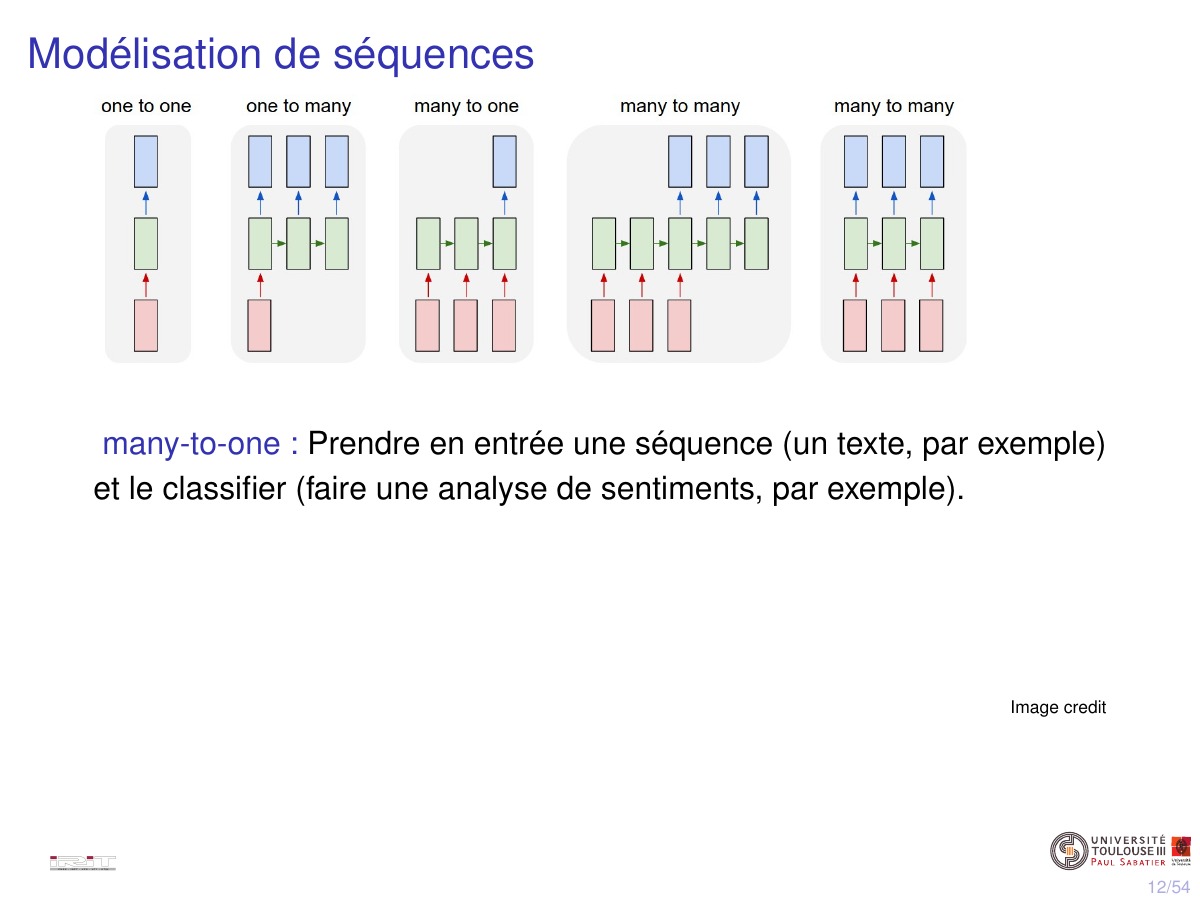 Modélisation de séquences
one to one one to many many to one many to many many to many
many-to-one : Prendre en entrée une séquence (un texte, par exemple)
et le classifier (faire une analyse de sentiments, par exemple).
Image credit
IRIT
UNIVERSITÉ
TOULOUSE III
PAUL SABATIER
12/54